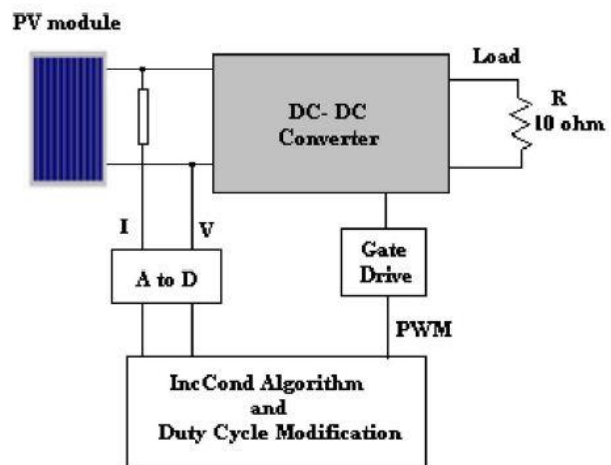 PV module
DC- DC
Converter
Load
R
10 ohm
I
V
A to D
Gate
Drive
PWM
IncCond Algorithm
and
Duty Cycle Modification